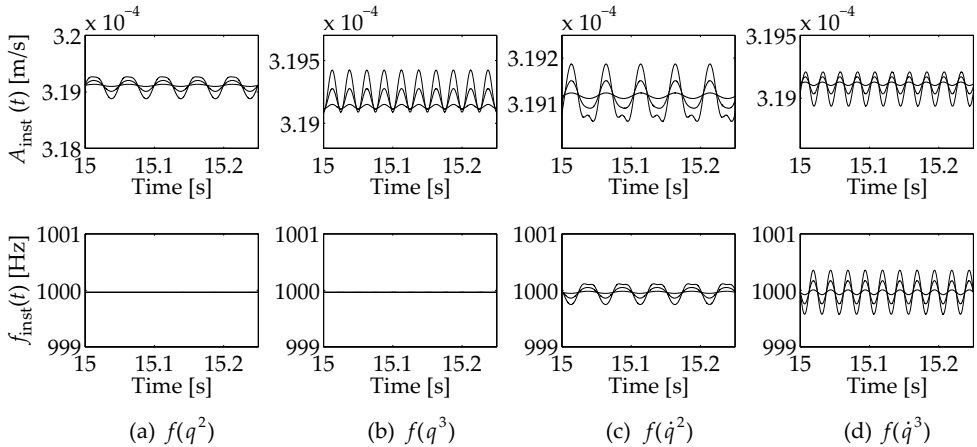 x 10⁻⁴ x 10⁻⁴ x 10⁻⁴ x 10⁻⁴
A_inst (t) [m/s]
3.2
3.19
3.18
15 15.1 15.2
Time [s]
3.195
3.19
15 15.1 15.2
Time [s]
3.192
3.191
15 15.1 15.2
Time [s]
3.195
3.19
15 15.1 15.2
Time [s]
f_inst(t) [Hz]
1001
1000
999
15 15.1 15.2
Time [s]
1001
1000
999
15 15.1 15.2
Time [s]
1001
1000
999
15 15.1 15.2
Time [s]
1001
1000
999
15 15.1 15.2
Time [s]
(a) f(q²) (b) f(q³) (c) f(q̇²) (d) f(q̇³)